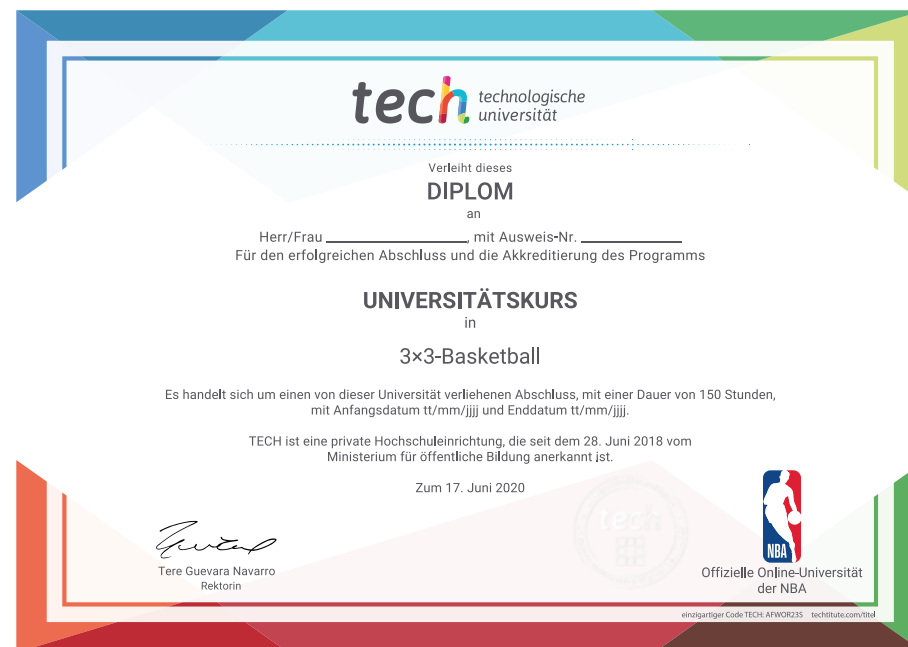 tech technologische
universität
Verleiht dieses
DIPLOM
an
Herr/Frau ____________, mit Ausweis-Nr. ____________
Für den erfolgreichen Abschluss und die Akkreditierung des Programms
UNIVERSITÄTSKURS
in
3×3-Basketball
Es handelt sich um einen von dieser Universität verliehenen Abschluss, mit einer Dauer von 150 Stunden,
mit Anfangsdatum tt/mm/jjjj und Enddatum tt/mm/jjjj.
TECH ist eine private Hochschuleinrichtung, die seit dem 28. Juni 2018 vom
Ministerium für öffentliche Bildung anerkannt ist.
Zum 17. Juni 2020
tech
NBA
Tere Guevara Navarro
Rektorin
Offizielle Online-Universität
der NBA
einzigartiger Code TECH: AFWOR23S techtitute.com/titel